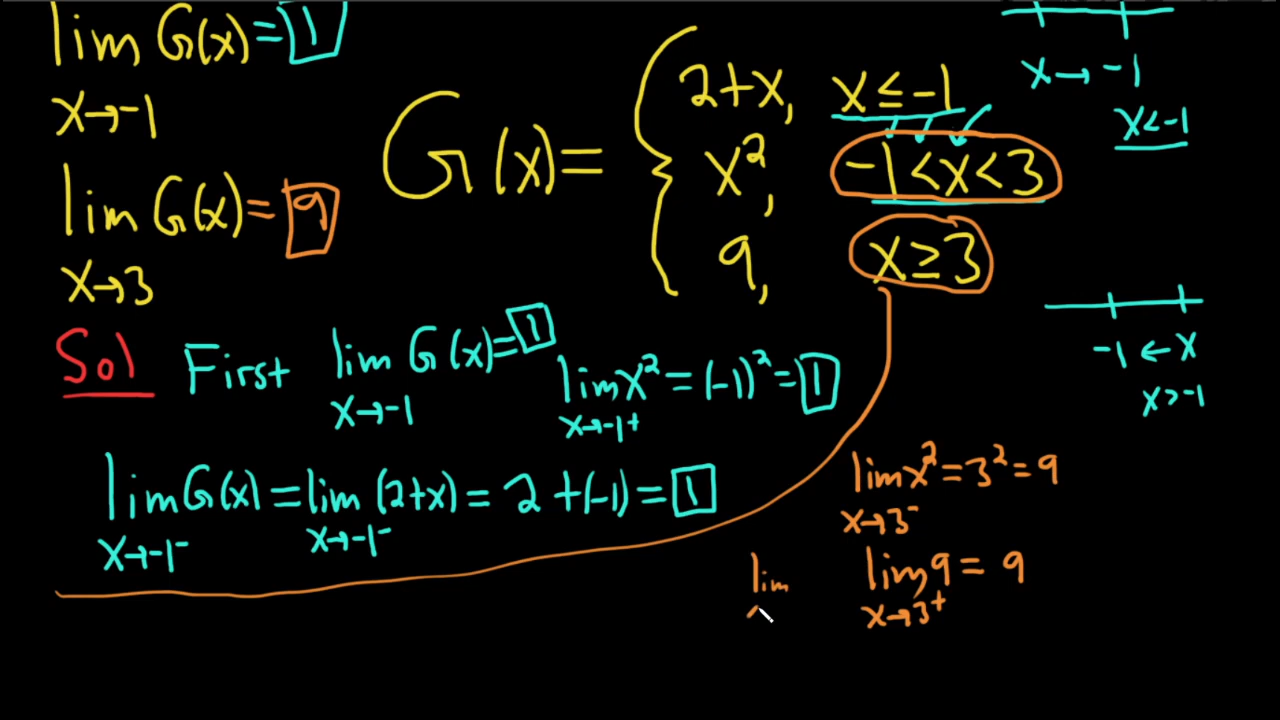 lim G(x) = 1
x→-1
lim G(x) = 9
x→3
G(x) = { 2+x, x ≤ -1
x², -1 < x < 3
9, x ≥ 3
x → -1
x < -1
-1 ← x
x > -1
Sol First lim G(x) = 1
x→-1
lim x² = (-1)² = 1
x→-1⁺
lim G(x) = lim (2+x) = 2 + (-1) = 1
x→-1⁻ x→-1⁻
lim x² = 3² = 9
x→3⁻
lim 9 = 9
x→3⁺
lim